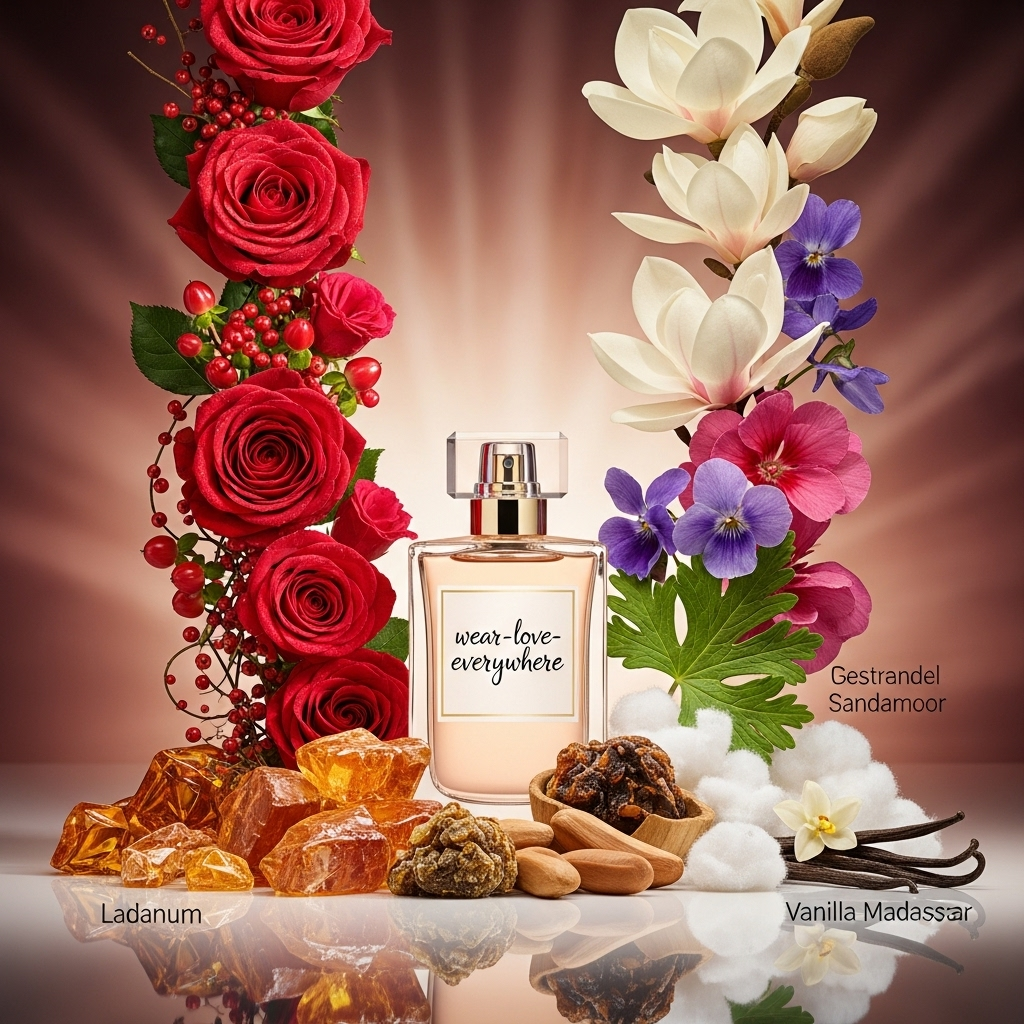 wear-love-
everywhere
Gestrandel
Sandamoor
Ladanum
Vanilla Madassar